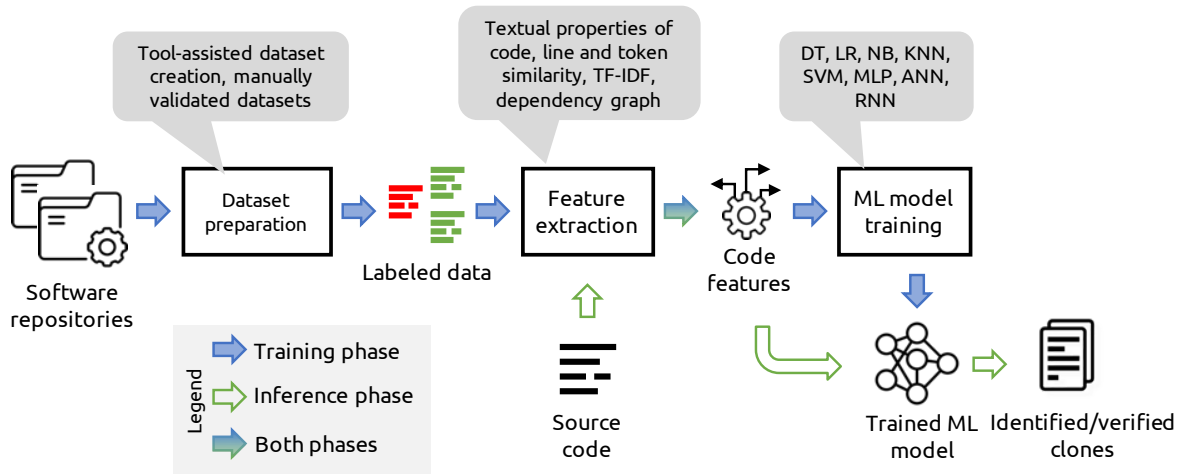 Tool-assisted dataset
creation, manually
validated datasets
Textual properties of
code, line and token
similarity, TF-IDF,
dependency graph
DT, LR, NB, KNN,
SVM, MLP, ANN,
RNN
Software
repositories
Dataset
preparation
Labeled data
Feature
extraction
Code
features
ML model
training
Legend
Training phase
Inference phase
Both phases
Source
code
Trained ML
model
Identified/verified
clones